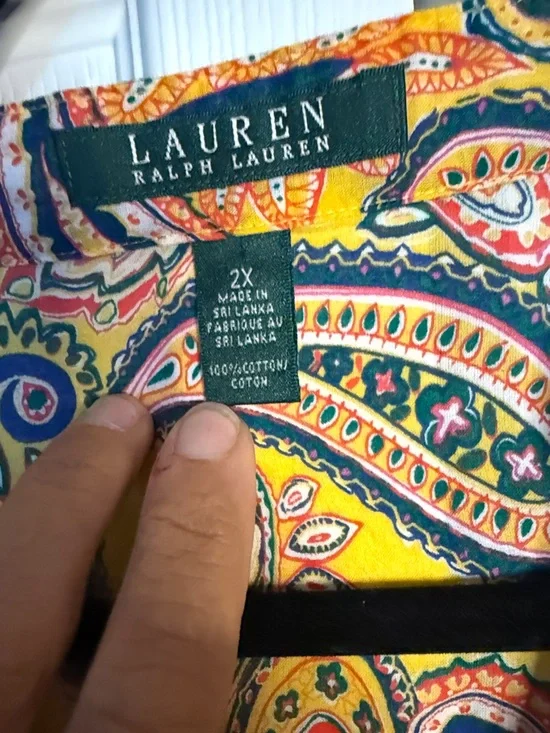 LAUREN
RALPH LAUREN
2X
MADE IN
SRI LANKA
FABRIQUE AU
SRI LANKA
100%COTTON/
COTON